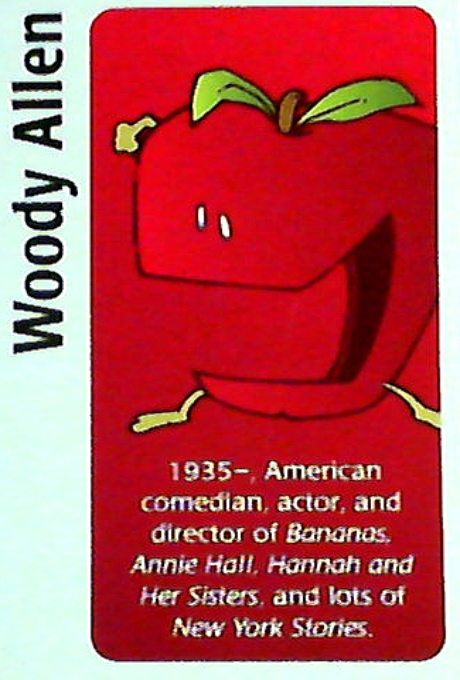 Woody Allen
1935–, American
comedian, actor, and
director of Bananas,
Annie Hall, Hannah and
Her Sisters, and lots of
New York Stories.